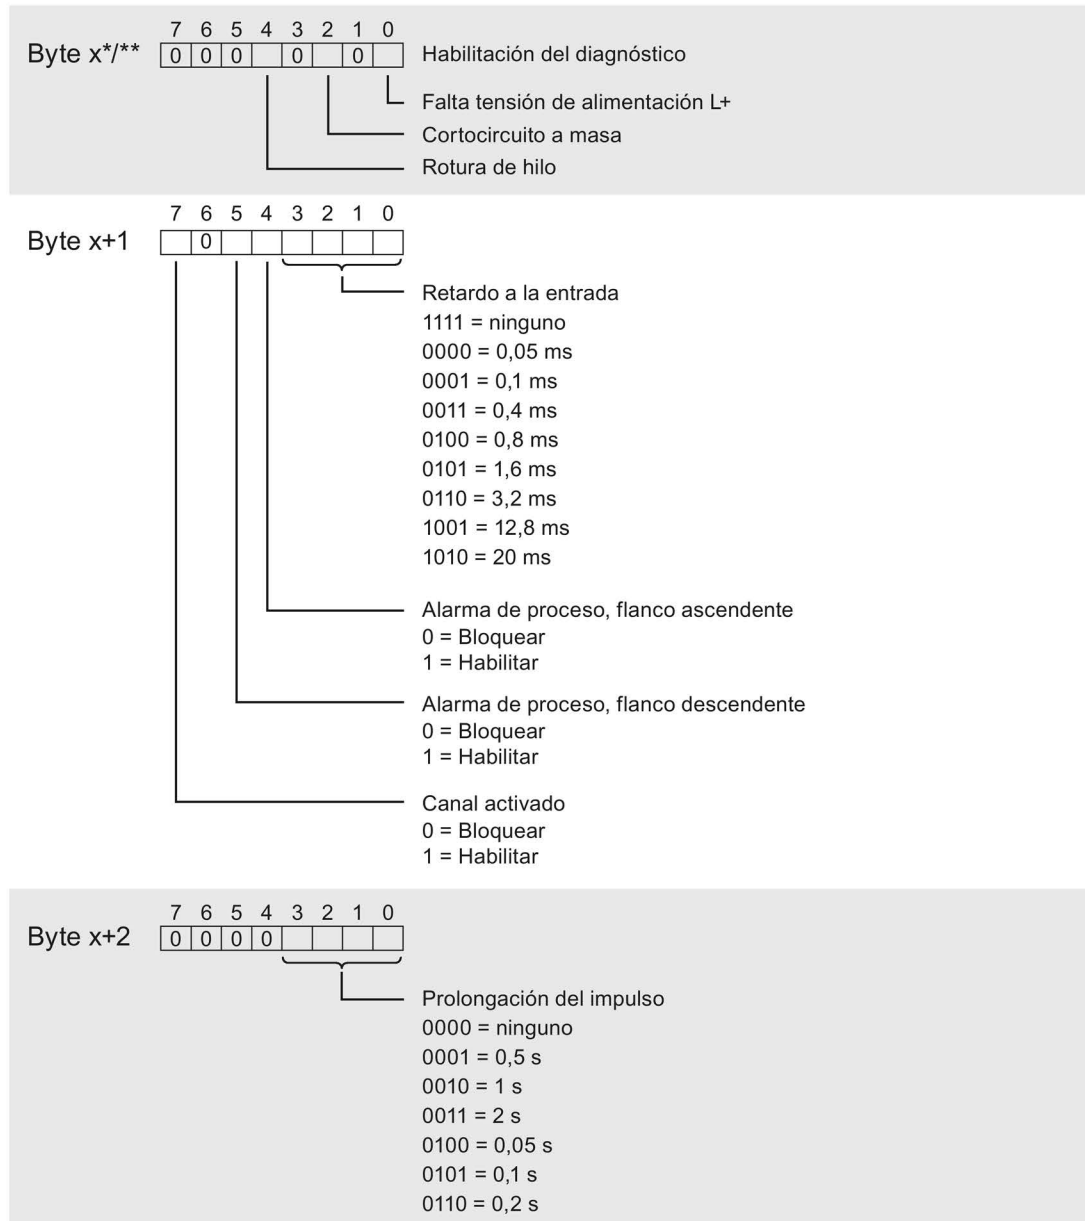 7 6 5 4 3 2 1 0
Byte x*/** 0 0 0 0 0 Habilitación del diagnóstico
Falta tensión de alimentación L+
Cortocircuito a masa
Rotura de hilo
7 6 5 4 3 2 1 0
Byte x+1 0
Retardo a la entrada
1111 = ninguno
0000 = 0,05 ms
0001 = 0,1 ms
0011 = 0,4 ms
0100 = 0,8 ms
0101 = 1,6 ms
0110 = 3,2 ms
1001 = 12,8 ms
1010 = 20 ms
Alarma de proceso, flanco ascendente
0 = Bloquear
1 = Habilitar
Alarma de proceso, flanco descendente
0 = Bloquear
1 = Habilitar
Canal activado
0 = Bloquear
1 = Habilitar
7 6 5 4 3 2 1 0
Byte x+2 0 0 0 0
Prolongación del impulso
0000 = ninguno
0001 = 0,5 s
0010 = 1 s
0011 = 2 s
0100 = 0,05 s
0101 = 0,1 s
0110 = 0,2 s